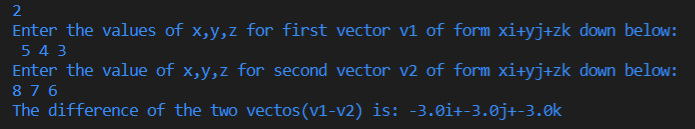 2
Enter the values of x,y,z for first vector v1 of form xi+yj+zk down below:
5 4 3
Enter the value of x,y,z for second vector v2 of form xi+yj+zk down below:
8 7 6
The difference of the two vectos(v1-v2) is: -3.0i+-3.0j+-3.0k